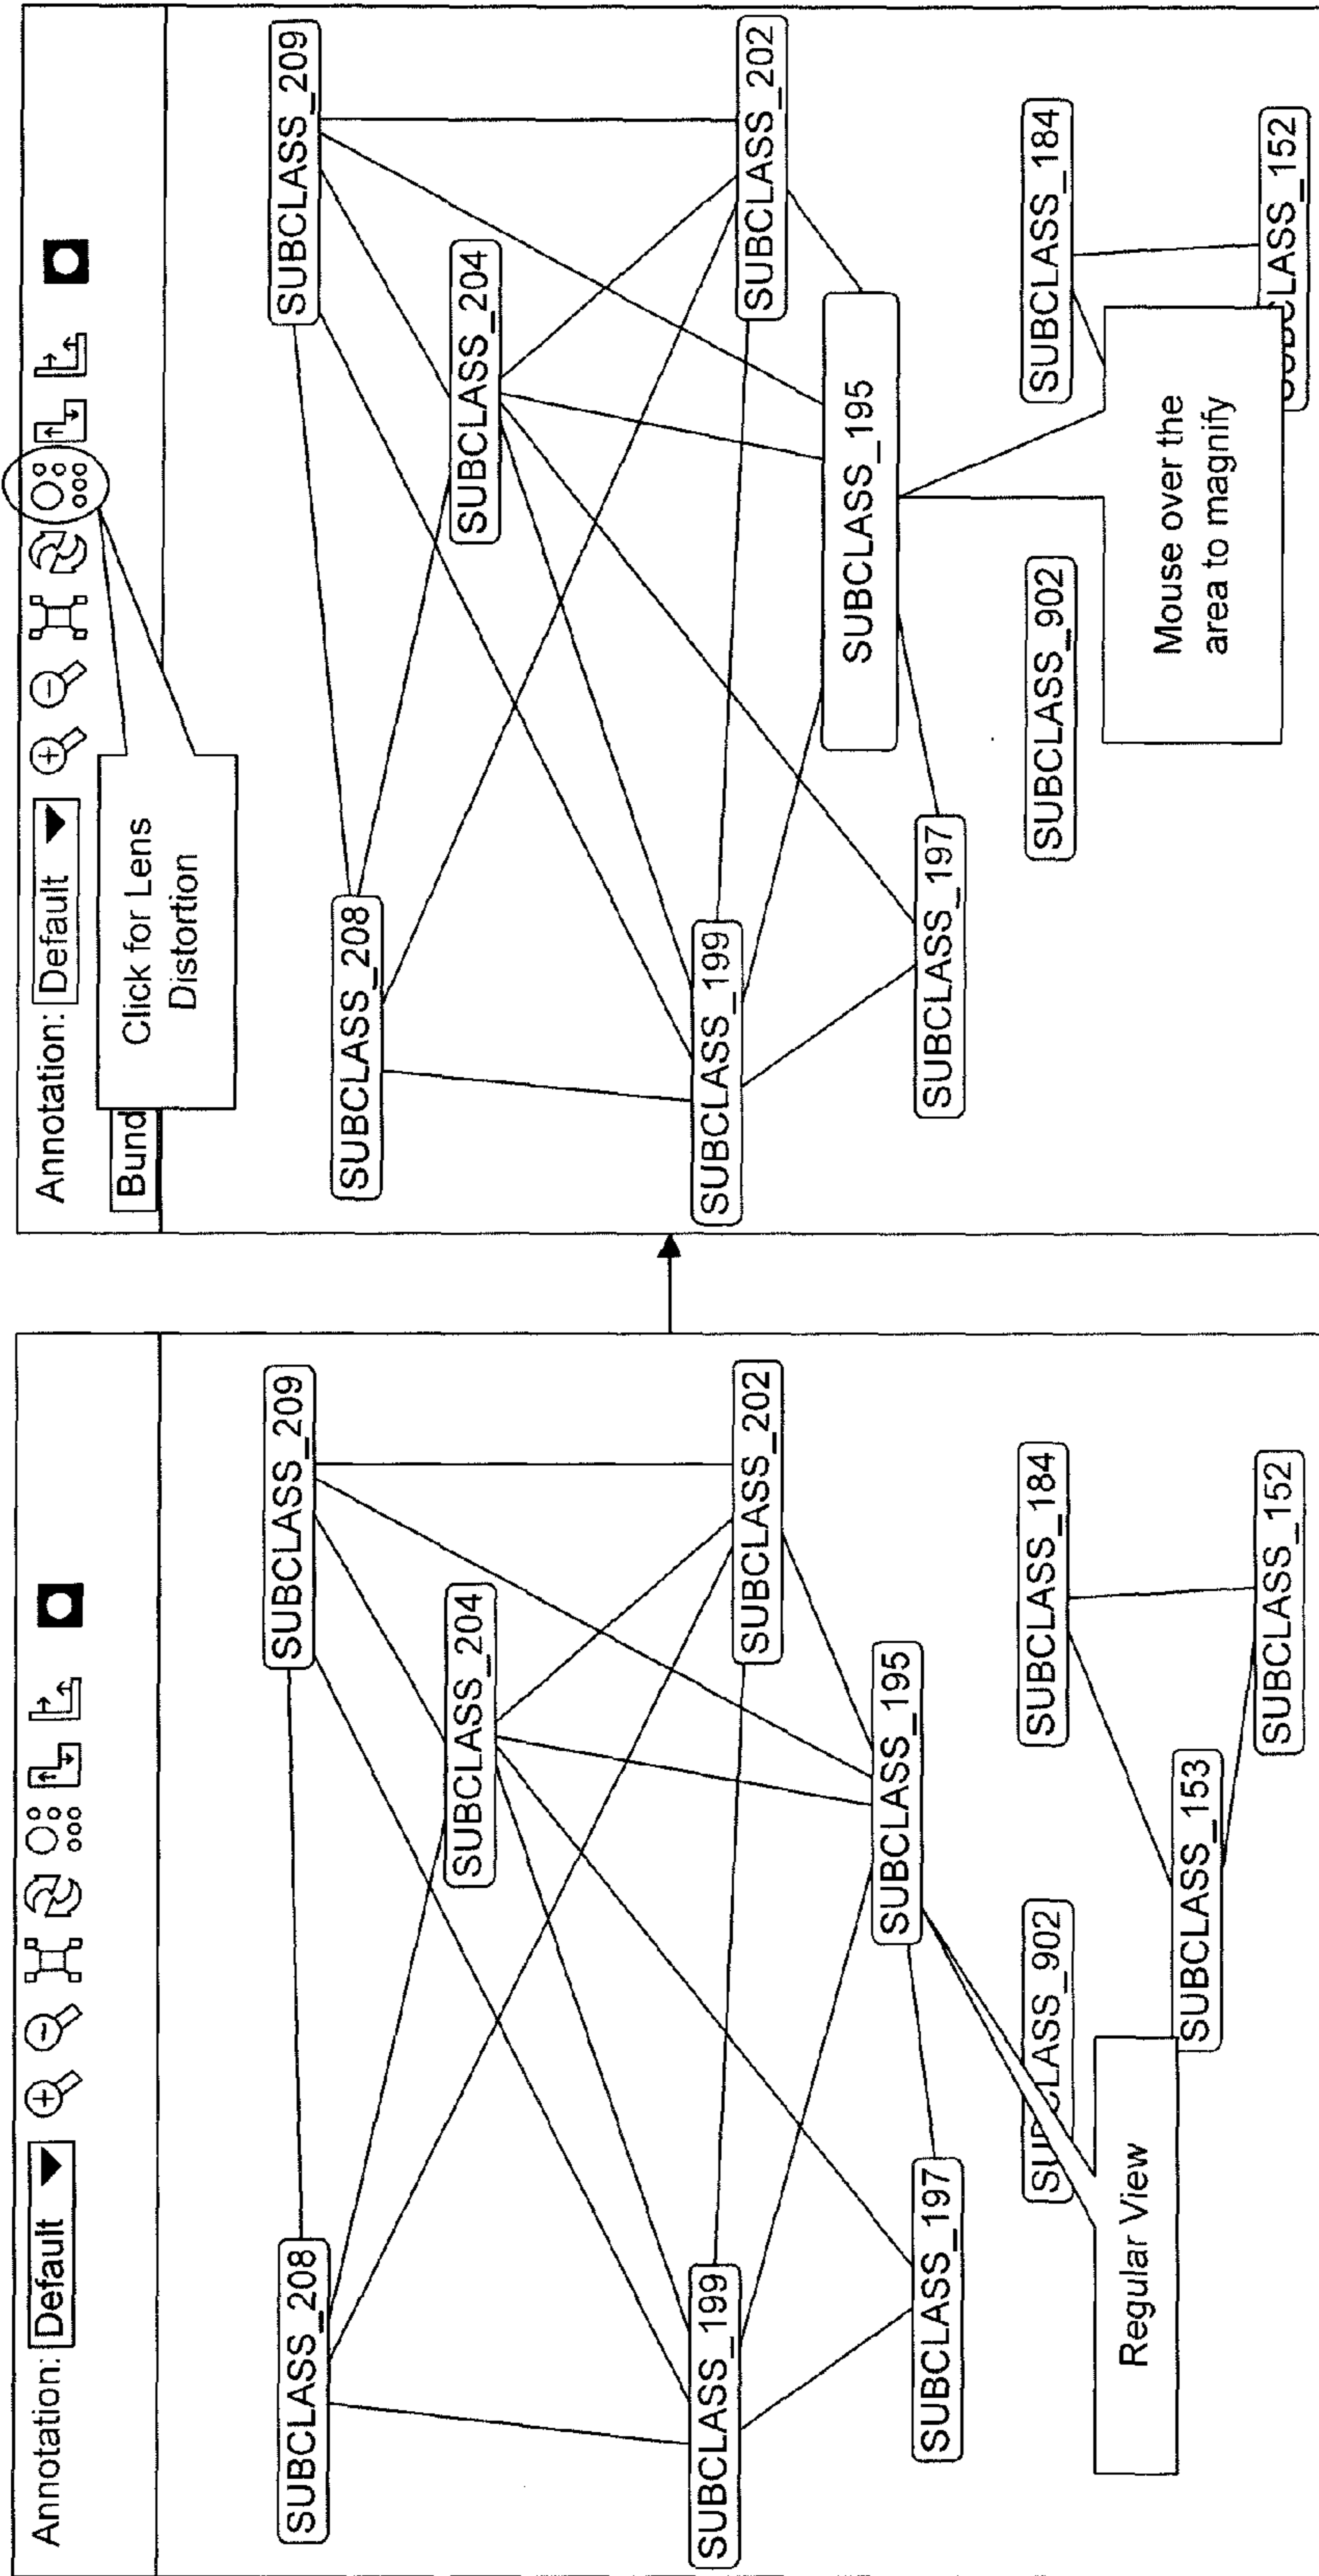 Annotation: Default
SUBCLASS_209
SUBCLASS_208
SUBCLASS_204
SUBCLASS_202
SUBCLASS_199
SUBCLASS_195
SUBCLASS_197
SUBCLASS_184
SUBCLASS_902
SUBCLASS_153
SUBCLASS_152
Regular View
Annotation: Default
Bund
Click for Lens
Distortion
SUBCLASS_209
SUBCLASS_208
SUBCLASS_204
SUBCLASS_202
SUBCLASS_199
SUBCLASS_195
SUBCLASS_197
SUBCLASS_184
SUBCLASS_902
SUBCLASS_152
Mouse over the
area to magnify